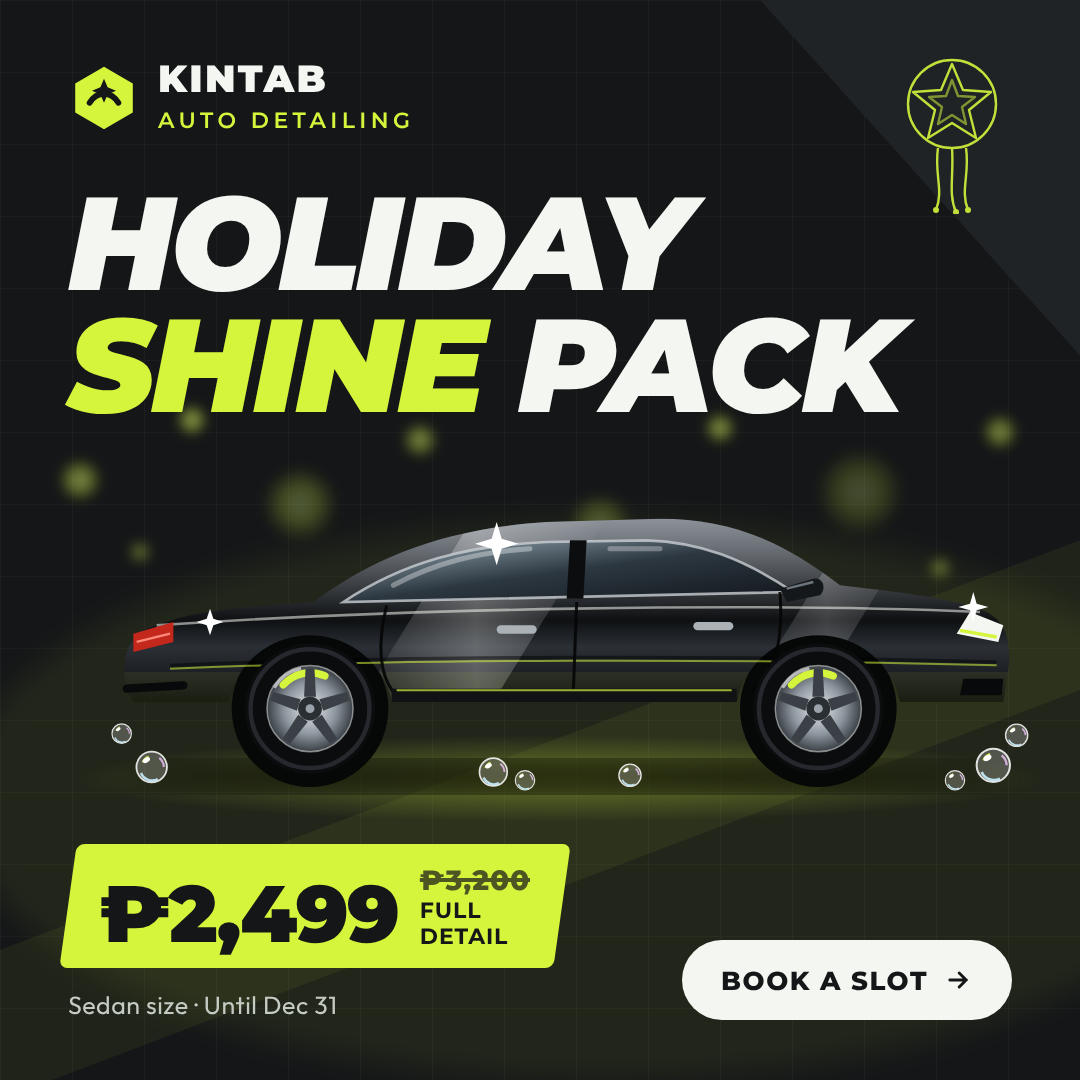 KINTAB
AUTO DETAILING
HOLIDAY
SHINE PACK
₱2,499
₱3,200
FULL
DETAIL
Sedan size · Until Dec 31
BOOK A SLOT →